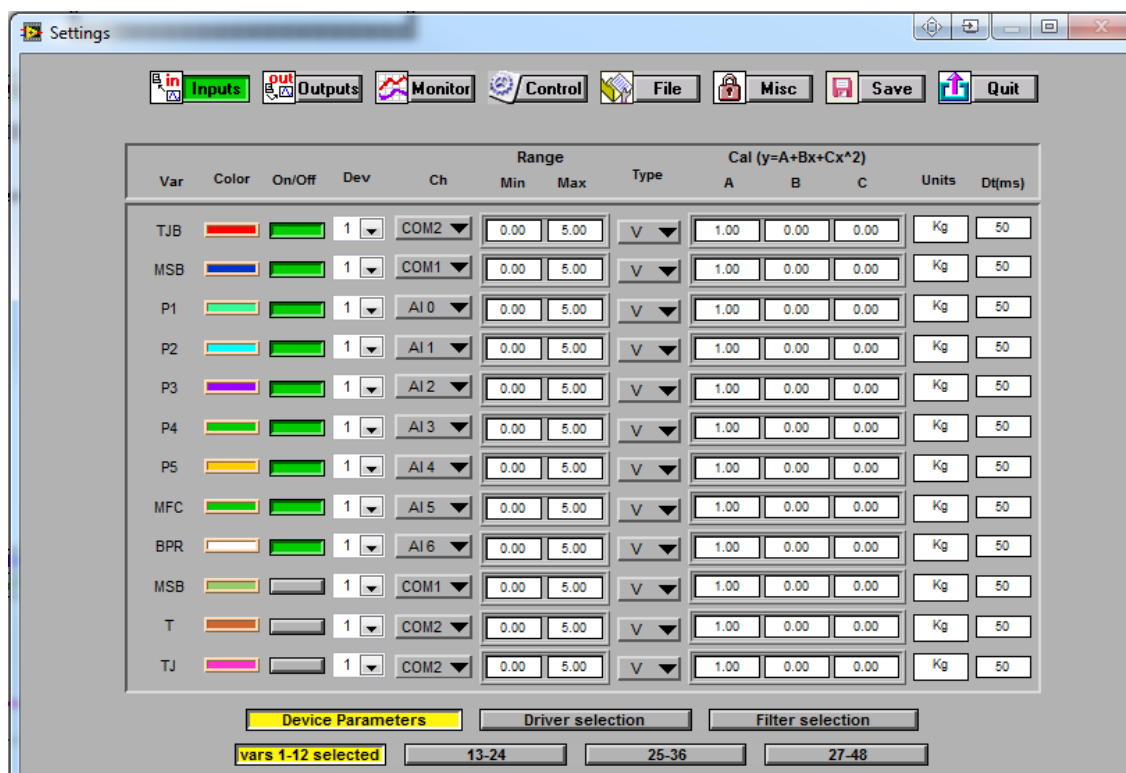 Settings
in Inputs out Outputs Monitor Control File Misc Save Quit
Range Cal (y=A+Bx+Cx^2)
Var Color On/Off Dev Ch Min Max Type A B C Units Dt(ms)
TJB 1 COM2 0.00 5.00 V 1.00 0.00 0.00 Kg 50
MSB 1 COM1 0.00 5.00 V 1.00 0.00 0.00 Kg 50
P1 1 AI 0 0.00 5.00 V 1.00 0.00 0.00 Kg 50
P2 1 AI 1 0.00 5.00 V 1.00 0.00 0.00 Kg 50
P3 1 AI 2 0.00 5.00 V 1.00 0.00 0.00 Kg 50
P4 1 AI 3 0.00 5.00 V 1.00 0.00 0.00 Kg 50
P5 1 AI 4 0.00 5.00 V 1.00 0.00 0.00 Kg 50
MFC 1 AI 5 0.00 5.00 V 1.00 0.00 0.00 Kg 50
BPR 1 AI 6 0.00 5.00 V 1.00 0.00 0.00 Kg 50
MSB 1 COM1 0.00 5.00 V 1.00 0.00 0.00 Kg 50
T 1 COM2 0.00 5.00 V 1.00 0.00 0.00 Kg 50
TJ 1 COM2 0.00 5.00 V 1.00 0.00 0.00 Kg 50
Device Parameters Driver selection Filter selection
vars 1-12 selected 13-24 25-36 27-48